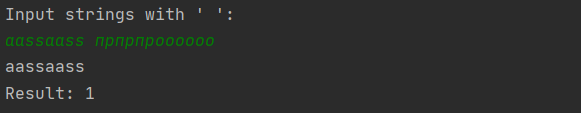 Input strings with ' ':
aassaass прпрпроооооо
aassaass
Result: 1